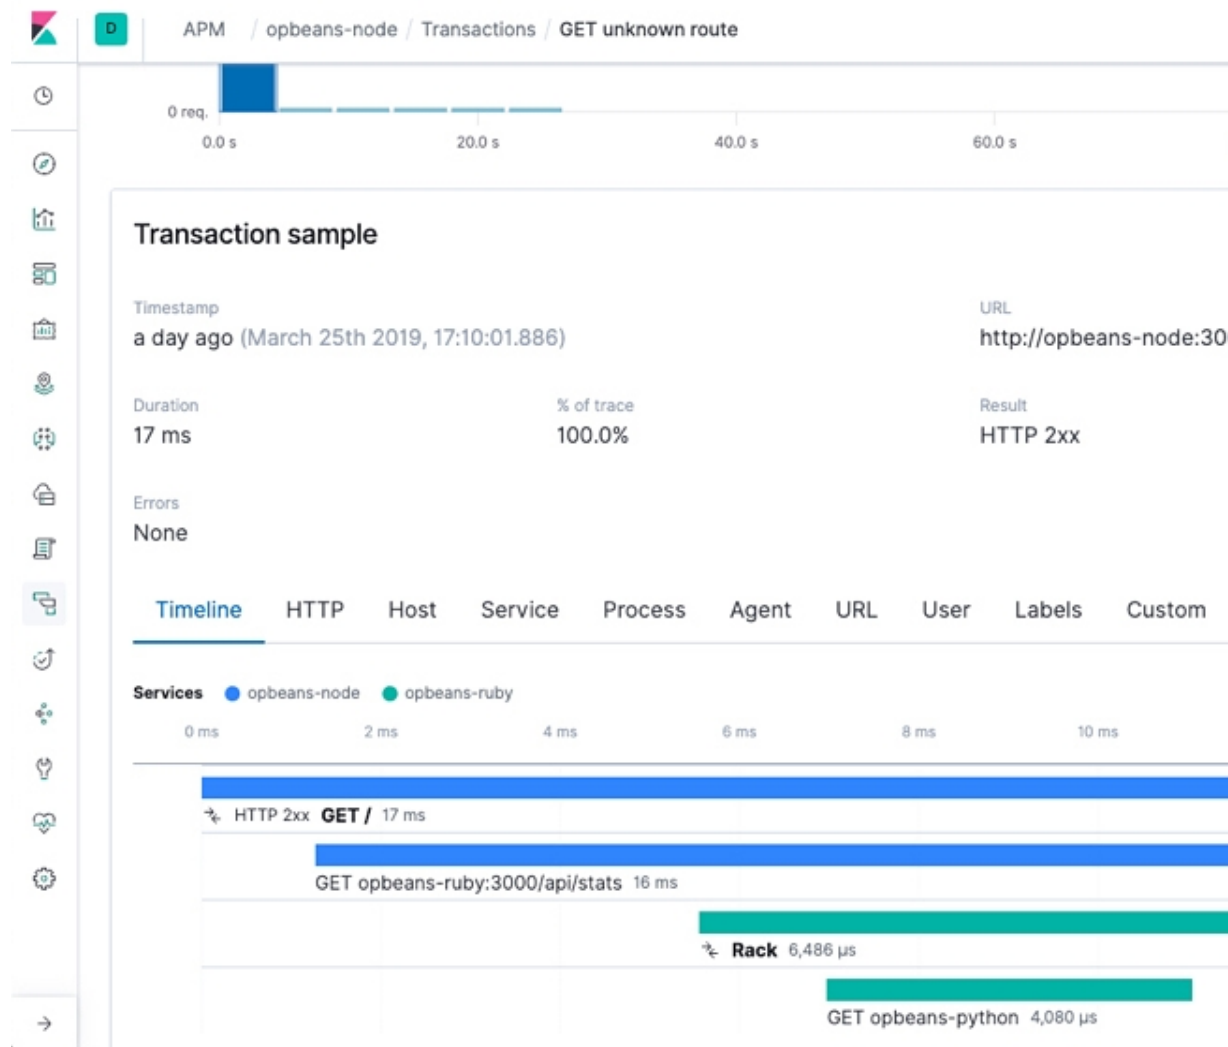 D APM / opbeans-node / Transactions / GET unknown route
0 req.
0.0 s 20.0 s 40.0 s 60.0 s
Transaction sample
Timestamp URL
a day ago (March 25th 2019, 17:10:01.886) http://opbeans-node:30
Duration % of trace Result
17 ms 100.0% HTTP 2xx
Errors
None
Timeline HTTP Host Service Process Agent URL User Labels Custom
Services opbeans-node opbeans-ruby
0 ms 2 ms 4 ms 6 ms 8 ms 10 ms
HTTP 2xx GET / 17 ms
GET opbeans-ruby:3000/api/stats 16 ms
Rack 6,486 μs
GET opbeans-python 4,080 μs